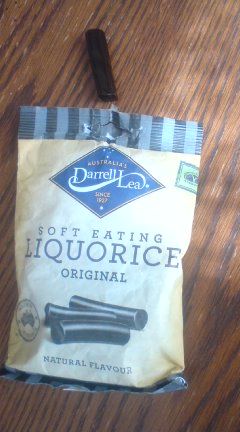 AUSTRALIA'S
Darrell Lea
SINCE
1927
SOFT EATING
LIQUORICE
ORIGINAL
NATURAL FLAVOUR